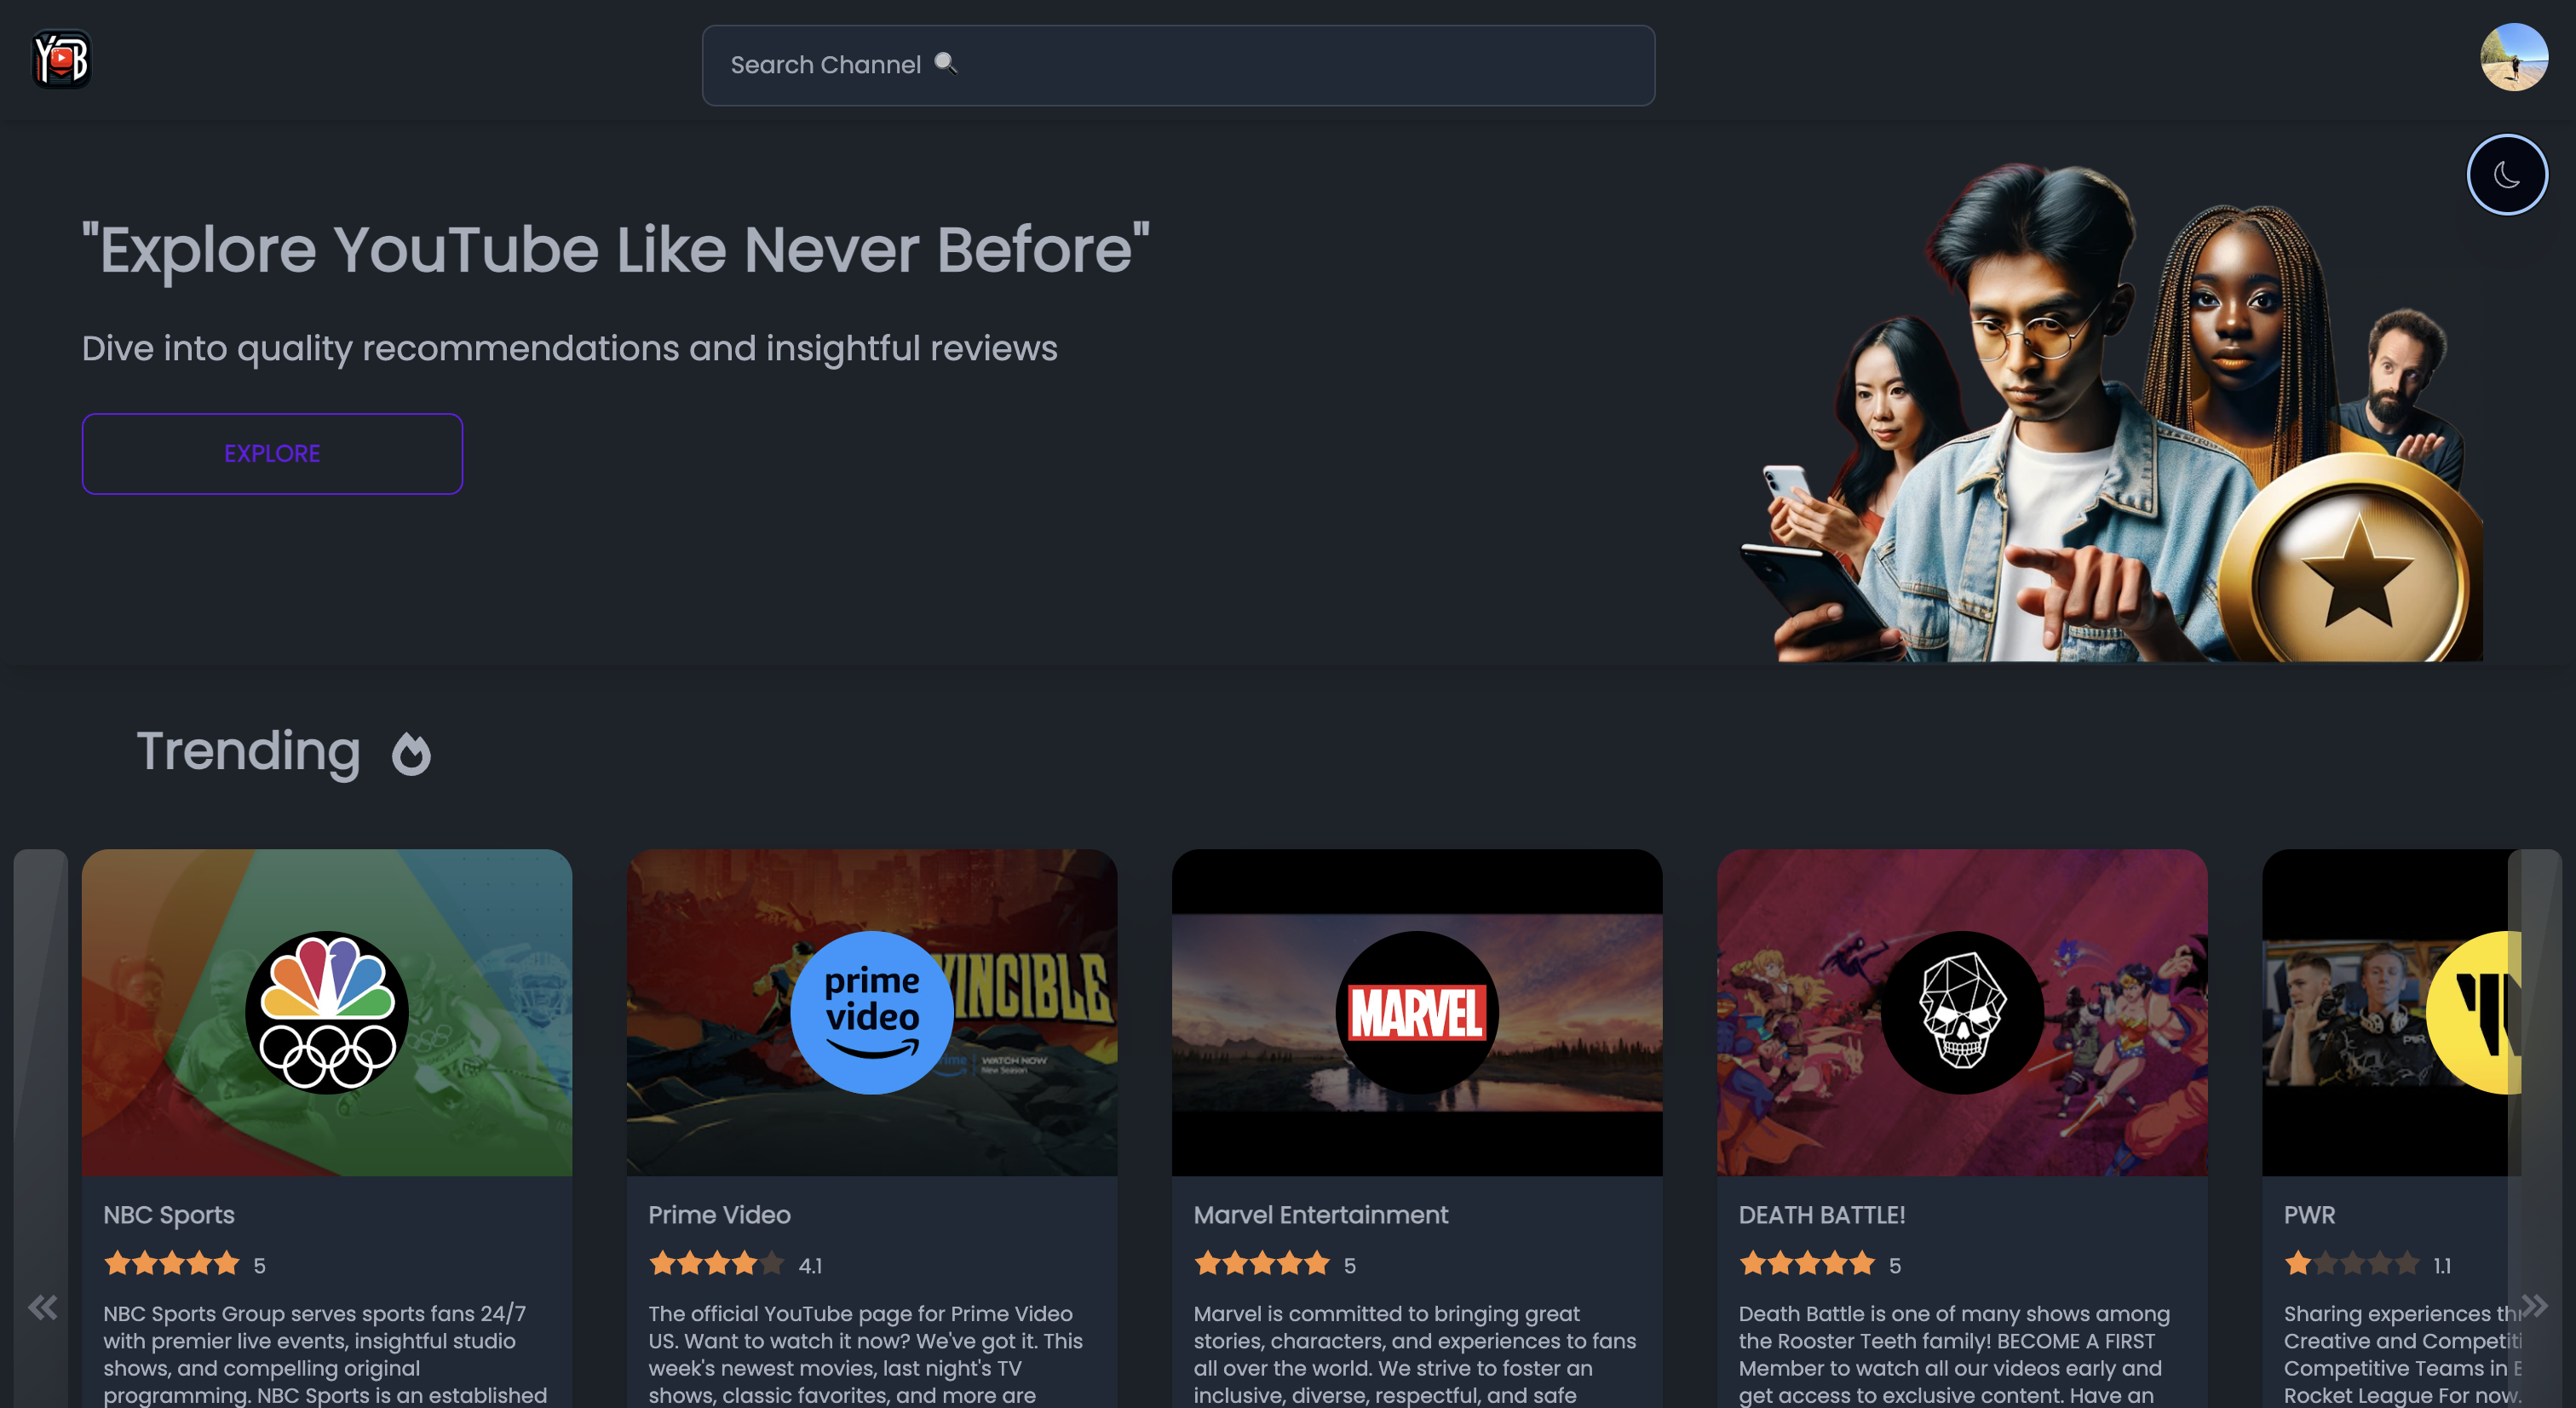 YB
Search Channel
"Explore YouTube Like Never Before"
Dive into quality recommendations and insightful reviews
EXPLORE
Trending
prime
video
VINCIBLE
WATCH NOW
New Season
MARVEL
NBC Sports
5
NBC Sports Group serves sports fans 24/7
with premier live events, insightful studio
shows, and compelling original
programming. NBC Sports is an established
Prime Video
4.1
The official YouTube page for Prime Video
US. Want to watch it now? We've got it. This
week's newest movies, last night's TV
shows, classic favorites, and more are
Marvel Entertainment
5
Marvel is committed to bringing great
stories, characters, and experiences to fans
all over the world. We strive to foster an
inclusive, diverse, respectful, and safe
DEATH BATTLE!
5
Death Battle is one of many shows among
the Rooster Teeth family! BECOME A FIRST
Member to watch all our videos early and
get access to exclusive content. Have an
PWR
1.1
Sharing experiences
Creative and
Competitive Teams in
Rocket League For now